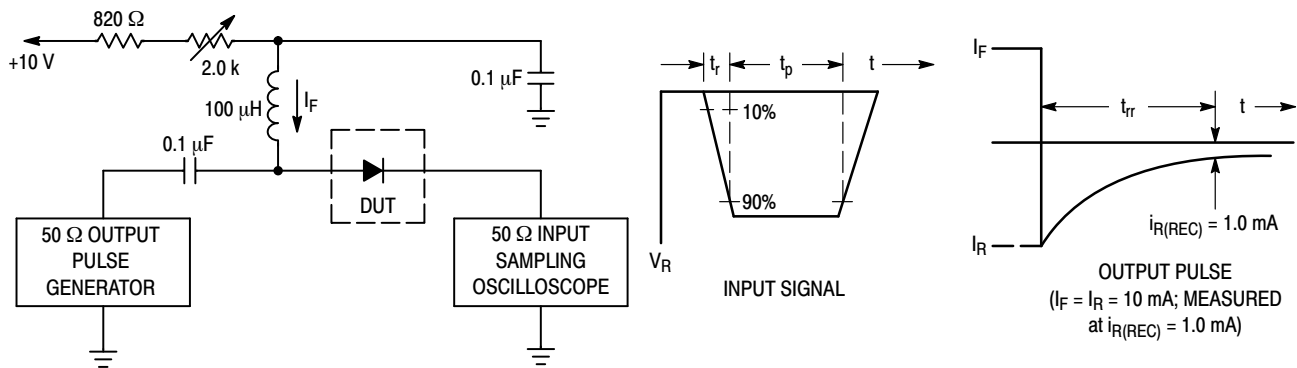 820 Ω
+10 V
2.0 k
100 μH
I_F
0.1 μF
0.1 μF
DUT
50 Ω OUTPUT
PULSE
GENERATOR
50 Ω INPUT
SAMPLING
OSCILLOSCOPE
t_r
t_p
t
10%
90%
V_R
INPUT SIGNAL
I_F
t_rr
t
I_R
i_R(REC) = 1.0 mA
OUTPUT PULSE
(I_F = I_R = 10 mA; MEASURED
at i_R(REC) = 1.0 mA)